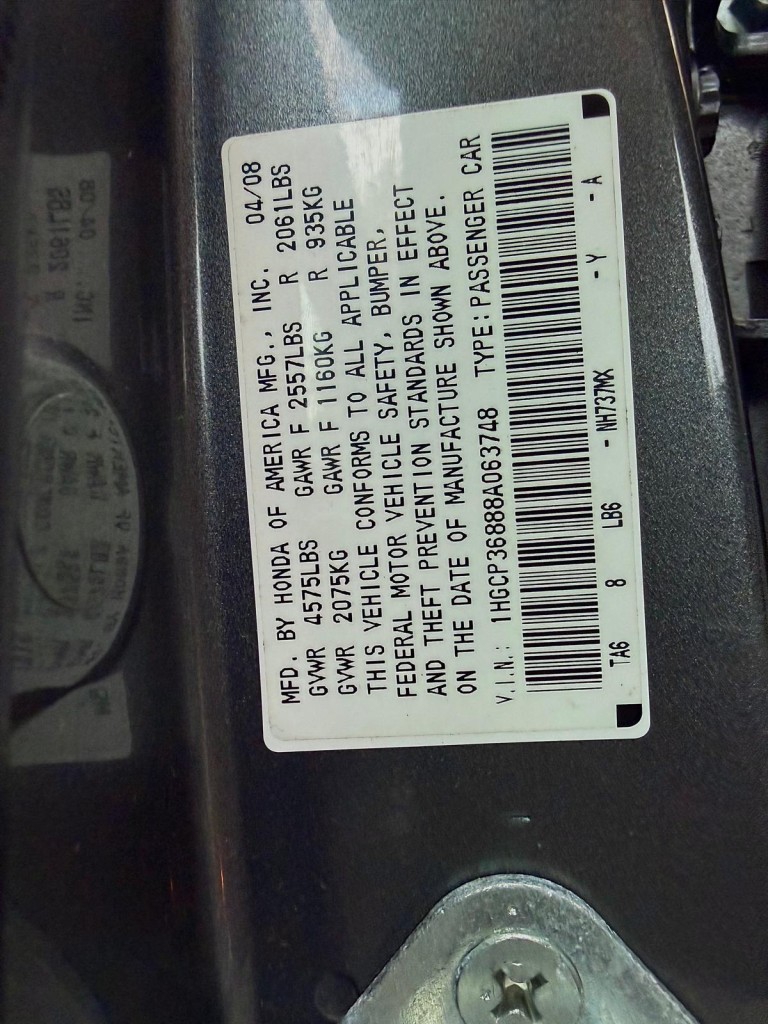 MFD. BY HONDA OF AMERICA MFG., INC. 04/08
GVWR 4575LBS GAWR F 2557LBS R 2061LBS
GVWR 2075KG GAWR F 1160KG R 935KG
THIS VEHICLE CONFORMS TO ALL APPLICABLE
FEDERAL MOTOR VEHICLE SAFETY, BUMPER,
AND THEFT PREVENTION STANDARDS IN EFFECT
ON THE DATE OF MANUFACTURE SHOWN ABOVE.
V.I.N.: 1HGCP36888A063748 TYPE:PASSENGER CAR
TA6 8 LB6 - NH737MX - Y - A